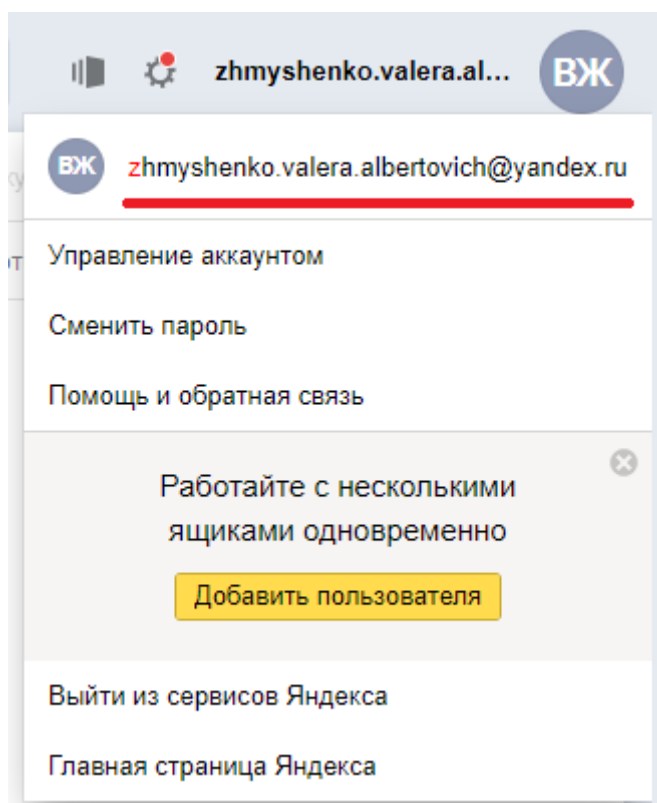 zhmyshenko.valera.al...
ВЖ
ВЖ
zhmyshenko.valera.albertovich@yandex.ru
Управление аккаунтом
Сменить пароль
Помощь и обратная связь
Работайте с несколькими
ящиками одновременно
Добавить пользователя
Выйти из сервисов Яндекса
Главная страница Яндекса